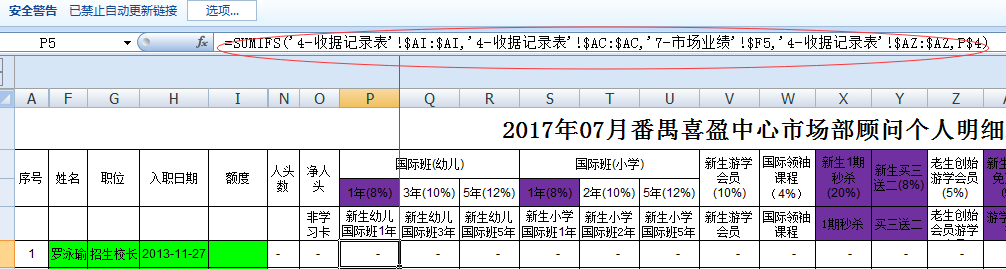 安全警告 已禁止自动更新链接 选项...
P5 fx =SUMIFS('4-收据记录表'!$AI:$AI,'4-收据记录表'!$AC:$AC,'7-市场业绩'!$F5,'4-收据记录表'!$AZ:$AZ,P$4)
A F G H I N O P Q R S T U V W X Y Z
2017年07月番禺喜盈中心市场部顾问个人明细
序号 姓名 职位 入职日期 额度 人头数 净人头 国际班(幼儿) 国际班(小学) 新生游学会员(10%) 国际领袖课程(4%) 新生1期秒杀(20%) 新生买三送二(8%) 老生创始游学会员(5%)
1年(8%) 3年(10%) 5年(12%) 1年(8%) 2年(10%) 5年(12%)
非学习卡 新生幼儿国际班1年 新生幼儿国际班3年 新生幼儿国际班5年 新生小学国际班1年 新生小学国际班2年 新生小学国际班5年 新生游学会员 国际领袖课程 1期秒杀 买三送二 老生创始游学会员
1 罗泳瑜 招生校长 2013-11-27 - - - - - - - - - - - - -